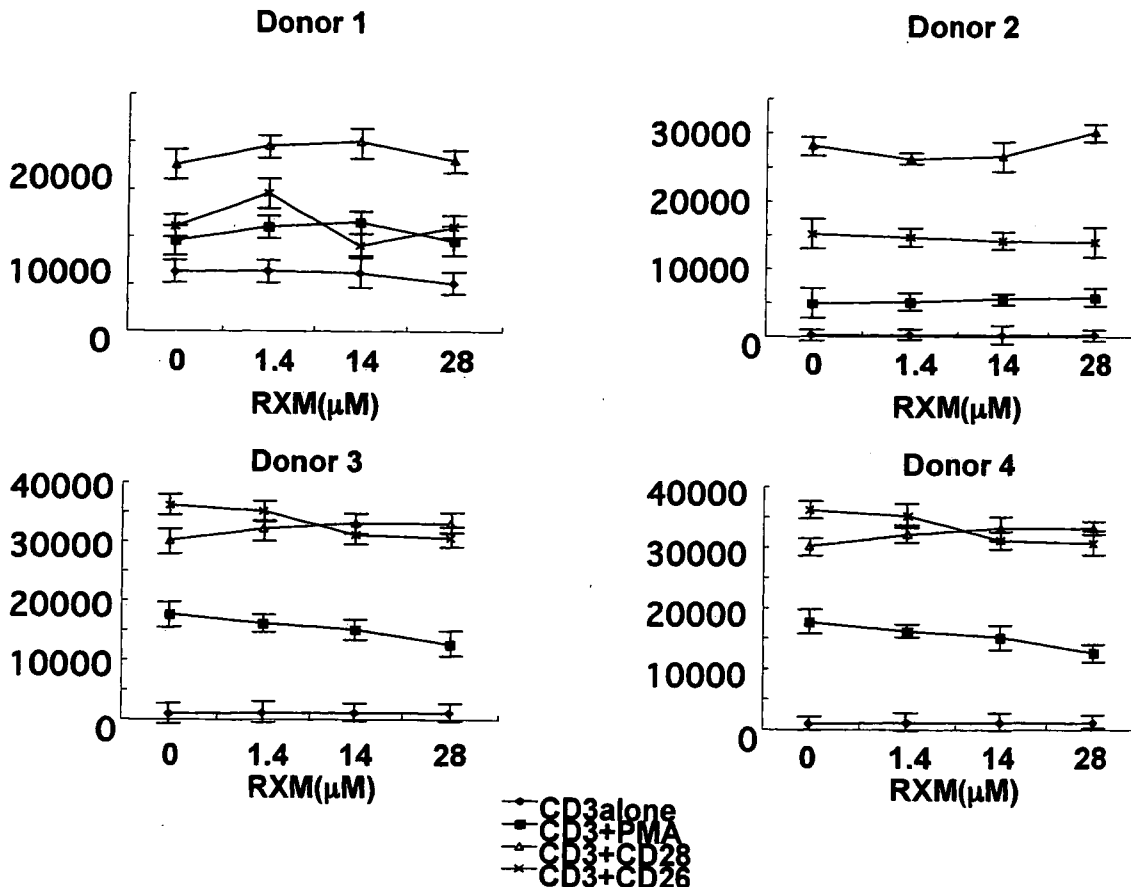 Donor 1
20000
10000
0
0 1.4 14 28
RXM(μM)
Donor 2
30000
20000
10000
0
0 1.4 14 28
RXM(μM)
Donor 3
40000
30000
20000
10000
0
0 1.4 14 28
RXM(μM)
Donor 4
40000
30000
20000
10000
0
0 1.4 14 28
RXM(μM)
CD3alone
CD3+PMA
CD3+CD28
CD3+CD26